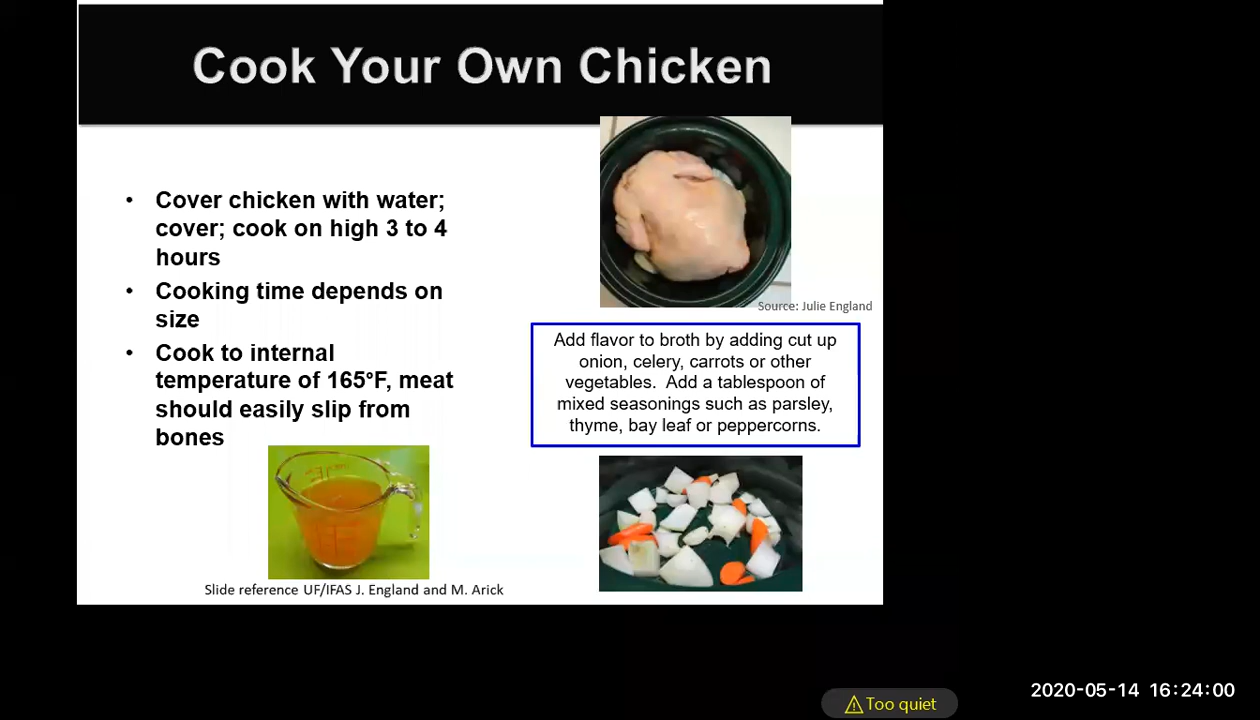 Cook Your Own Chicken
• Cover chicken with water;
cover; cook on high 3 to 4
hours
• Cooking time depends on
size
• Cook to internal
temperature of 165°F, meat
should easily slip from
bones
Source: Julie England
Add flavor to broth by adding cut up
onion, celery, carrots or other
vegetables. Add a tablespoon of
mixed seasonings such as parsley,
thyme, bay leaf or peppercorns.
Slide reference UF/IFAS J. England and M. Arick
Too quiet
2020-05-14 16:24:00